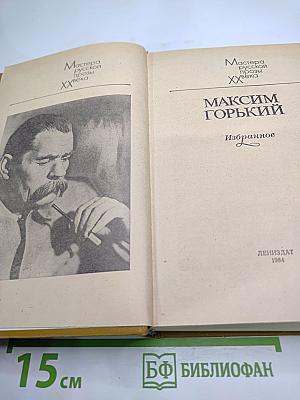 Мастера
русской
прозы
XX века
Мастера
русской
прозы
XX века
МАКСИМ
ГОРЬКИЙ
Избранное
ЛЕНИЗДАТ
1984
15 см
БФ БИБЛИОФАН